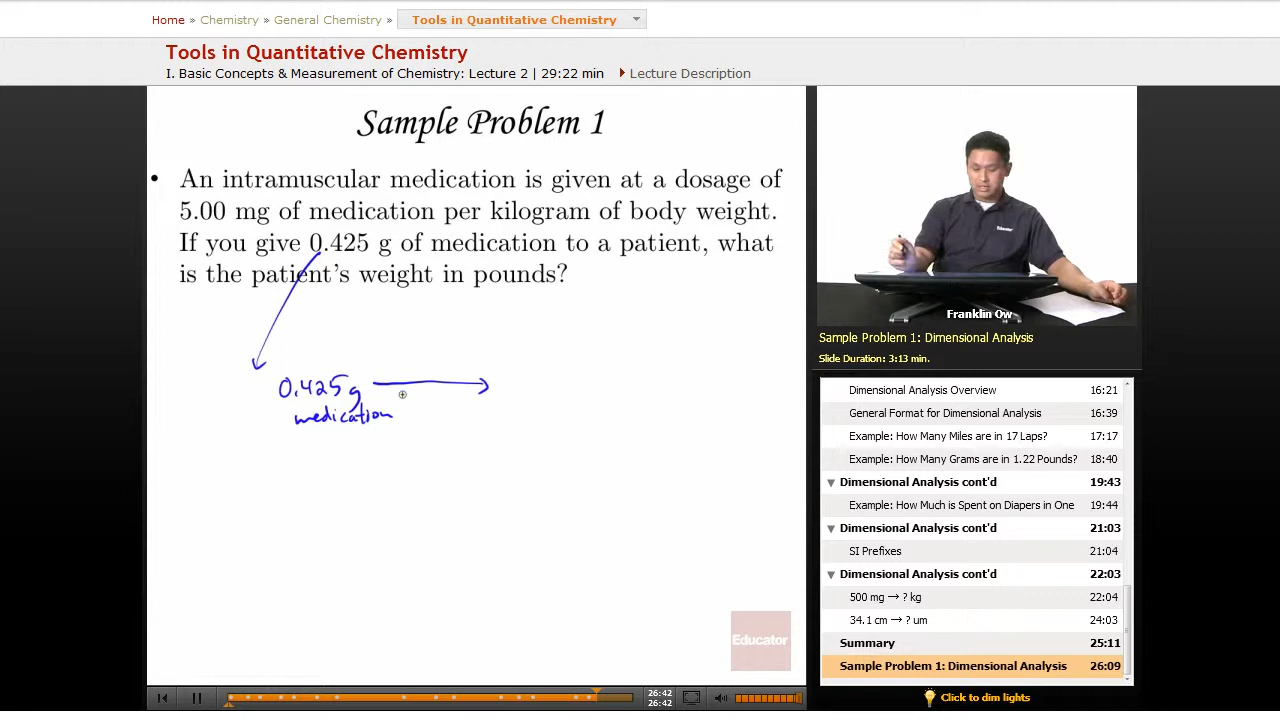 Home » Chemistry » General Chemistry » Tools in Quantitative Chemistry
Tools in Quantitative Chemistry
I. Basic Concepts & Measurement of Chemistry: Lecture 2 | 29:22 min Lecture Description
Sample Problem 1
• An intramuscular medication is given at a dosage of
5.00 mg of medication per kilogram of body weight.
If you give 0.425 g of medication to a patient, what
is the patient's weight in pounds?
0.425 g
medication
Educator
Educator
Franklin Ow
Sample Problem 1: Dimensional Analysis
Slide Duration: 3:13 min.
Dimensional Analysis Overview 16:21
General Format for Dimensional Analysis 16:39
Example: How Many Miles are in 17 Laps? 17:17
Example: How Many Grams are in 1.22 Pounds? 18:40
Dimensional Analysis cont'd 19:43
Example: How Much is Spent on Diapers in One 19:44
Dimensional Analysis cont'd 21:03
SI Prefixes 21:04
Dimensional Analysis cont'd 22:03
500 mg → ? kg 22:04
34.1 cm → ? um 24:03
Summary 25:11
Sample Problem 1: Dimensional Analysis 26:09
26:42
26:42
Click to dim lights